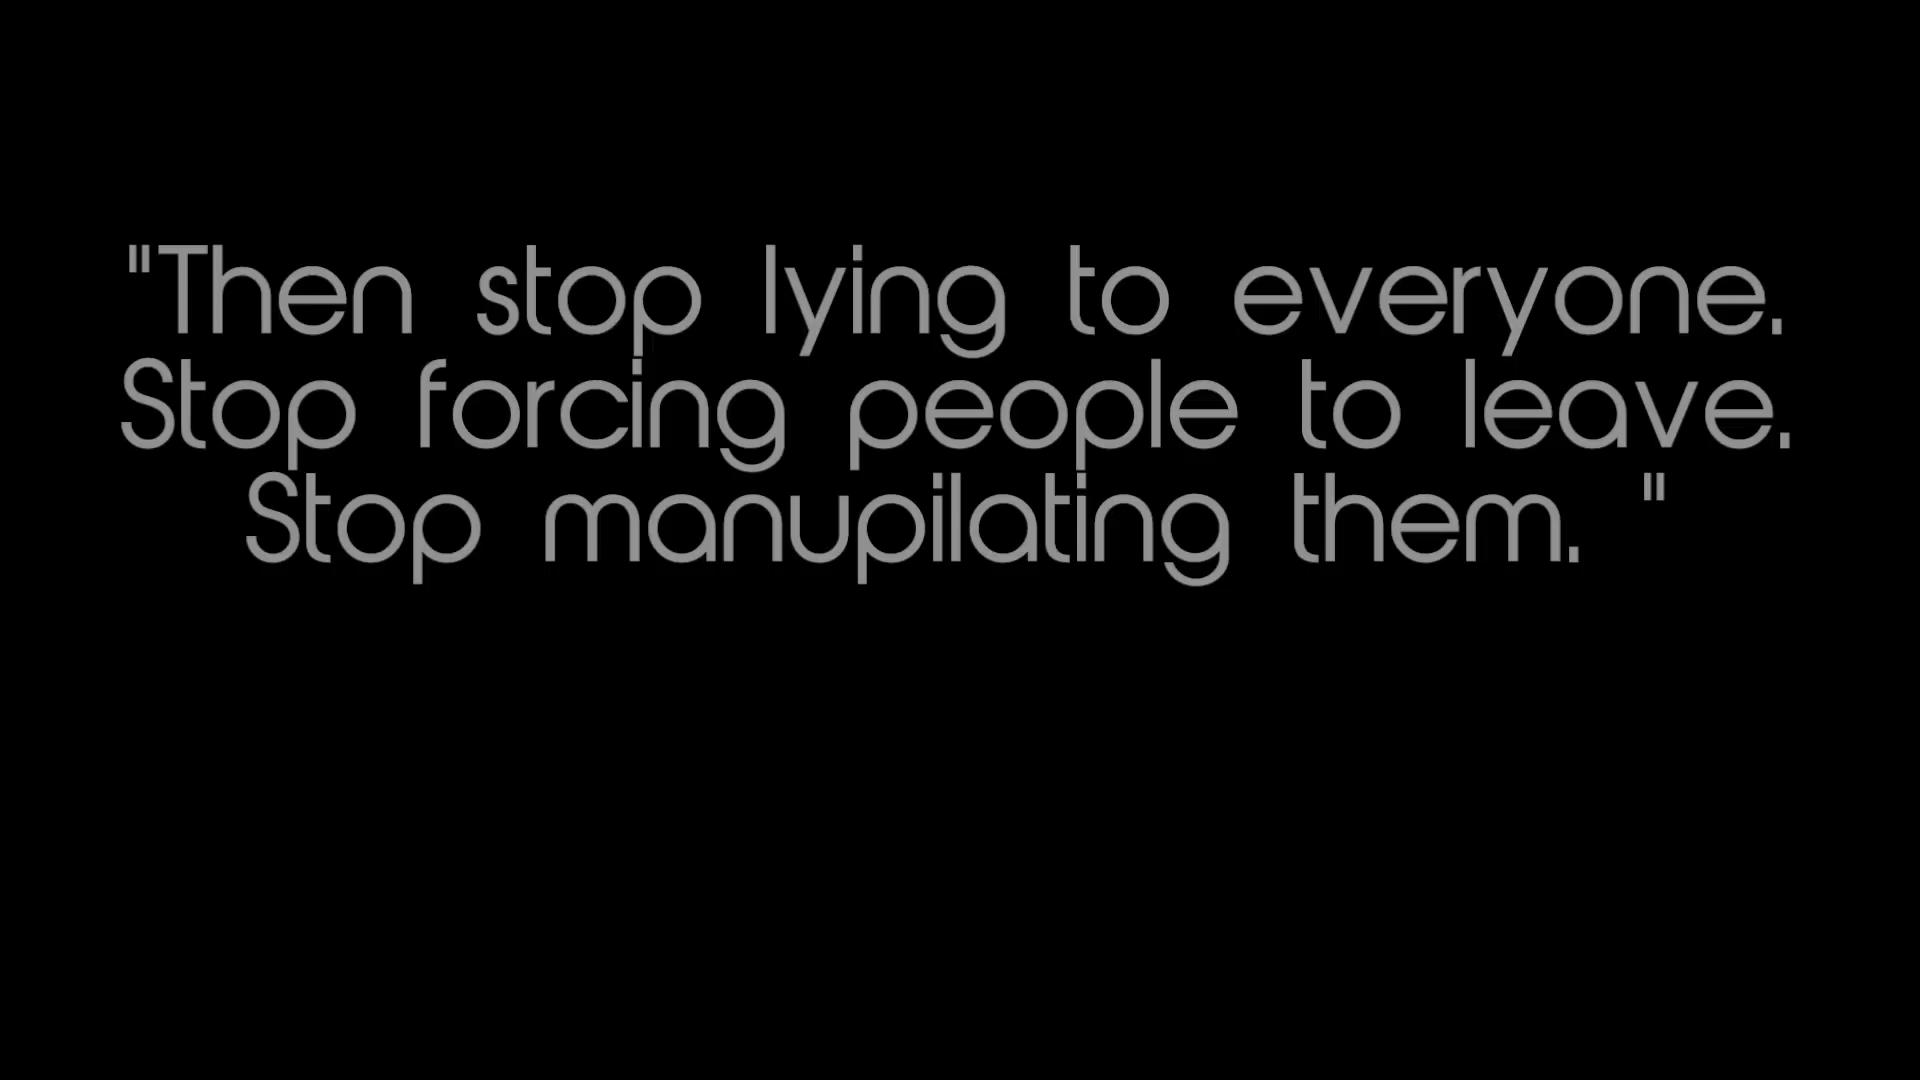 "Then stop lying to everyone.
Stop forcing people to leave.
Stop manupilating them. "